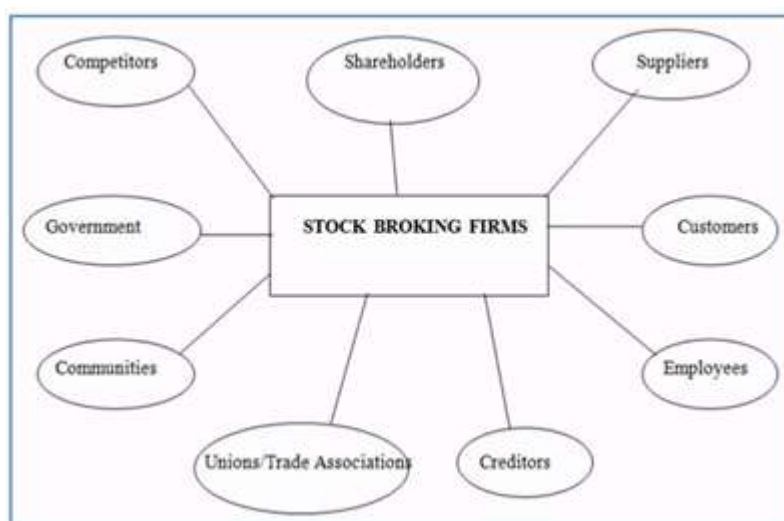 Competitors
Shareholders
Suppliers
STOCK BROKING FIRMS
Government
Customers
Communities
Employees
Unions/Trade Associations
Creditors